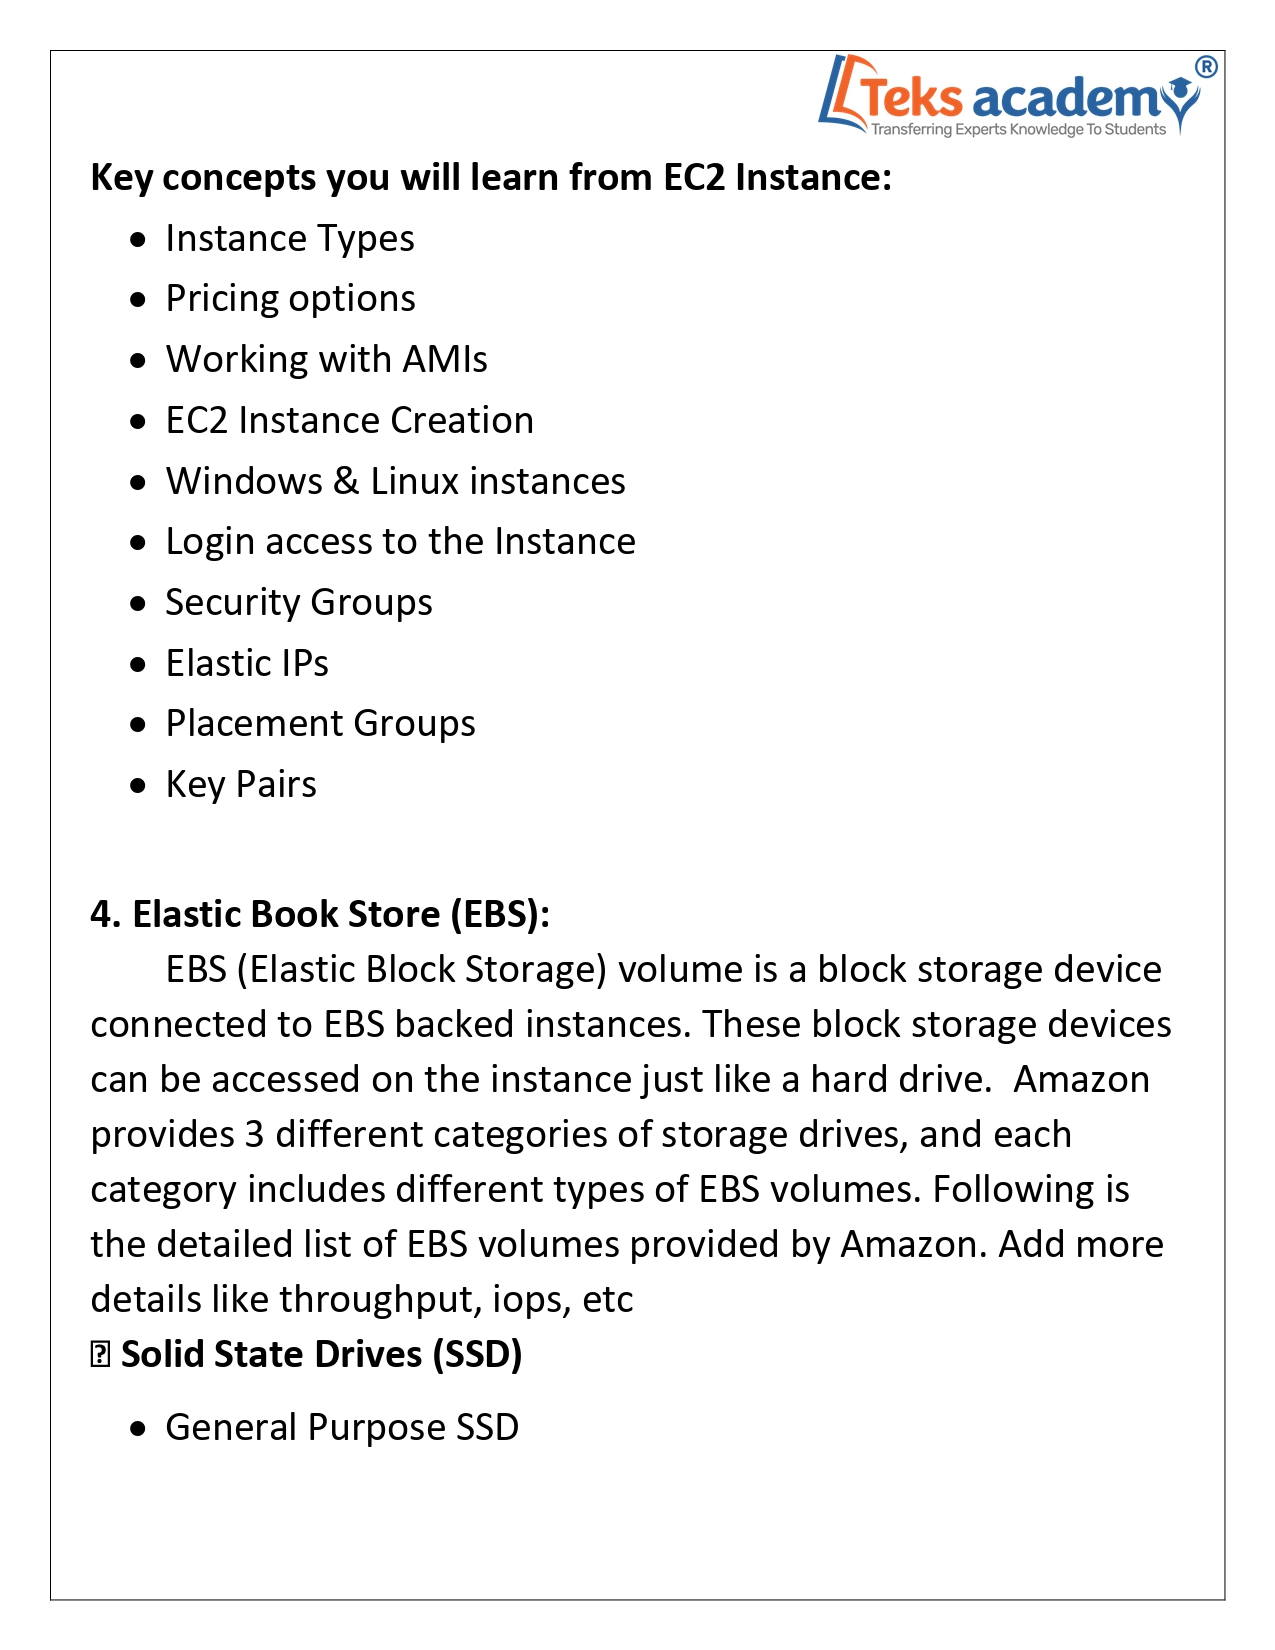 Teks academy®
Transferring Experts Knowledge To Students
Key concepts you will learn from EC2 Instance:
• Instance Types
• Pricing options
• Working with AMIs
• EC2 Instance Creation
• Windows & Linux instances
• Login access to the Instance
• Security Groups
• Elastic IPs
• Placement Groups
• Key Pairs
4. Elastic Book Store (EBS):
EBS (Elastic Block Storage) volume is a block storage device
connected to EBS backed instances. These block storage devices
can be accessed on the instance just like a hard drive.  Amazon
provides 3 different categories of storage drives, and each
category includes different types of EBS volumes. Following is
the detailed list of EBS volumes provided by Amazon. Add more
details like throughput, iops, etc
⍰ Solid State Drives (SSD)
• General Purpose SSD